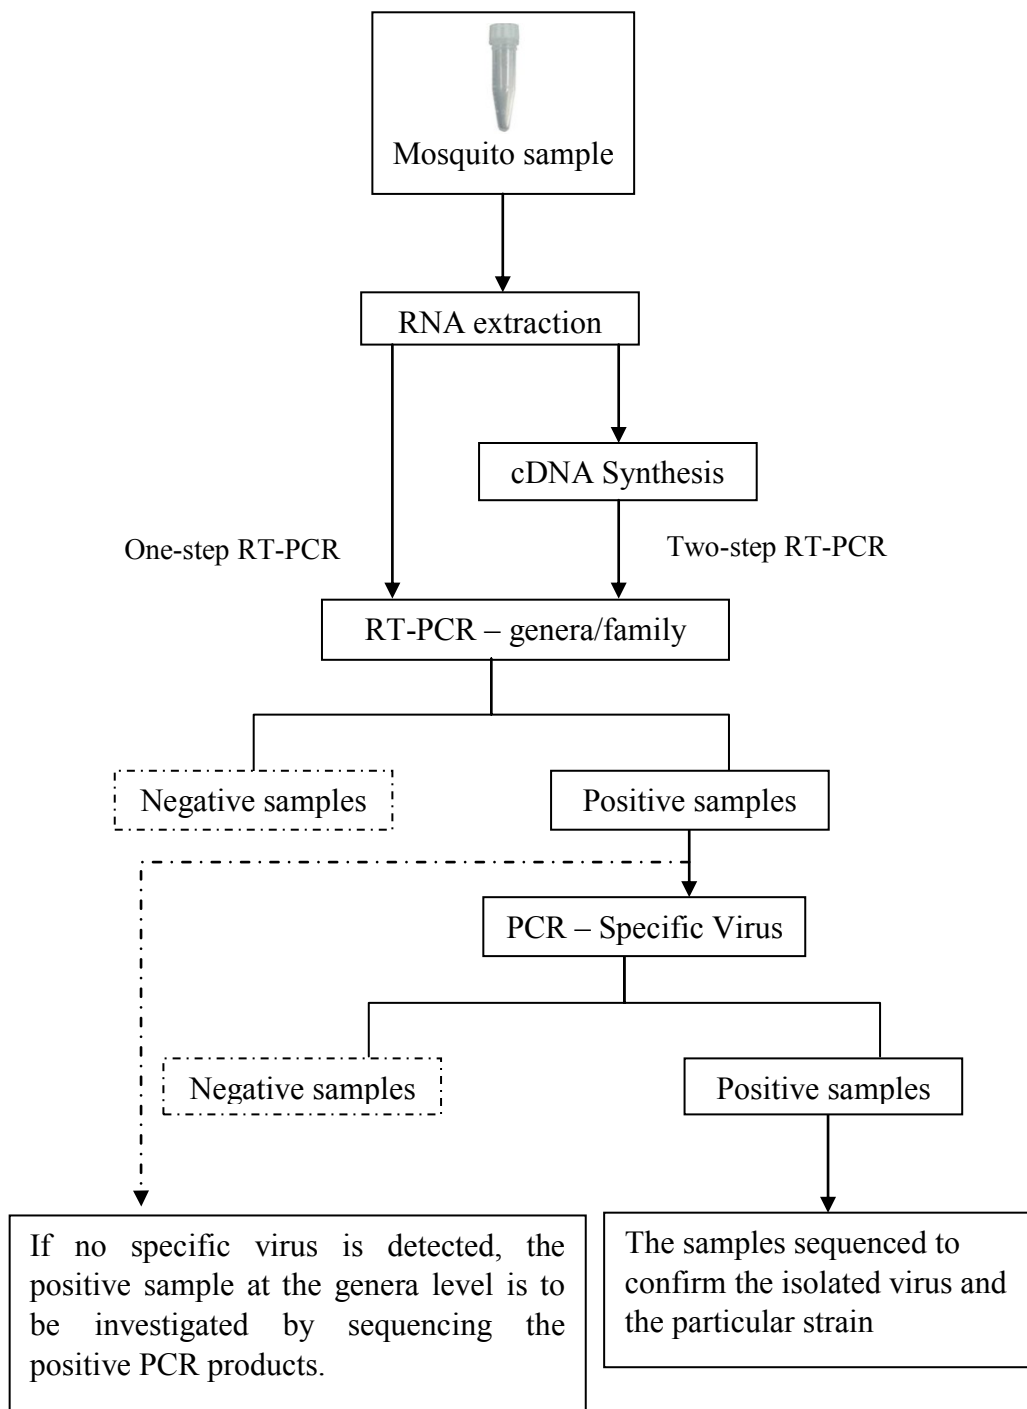 Mosquito sample
RNA extraction
cDNA Synthesis
One-step RT-PCR
Two-step RT-PCR
RT-PCR – genera/family
Negative samples
Positive samples
PCR – Specific Virus
Negative samples
Positive samples
If no specific virus is detected, the
positive sample at the genera level is to
be investigated by sequencing the
positive PCR products.
The samples sequenced to
confirm the isolated virus and
the particular strain